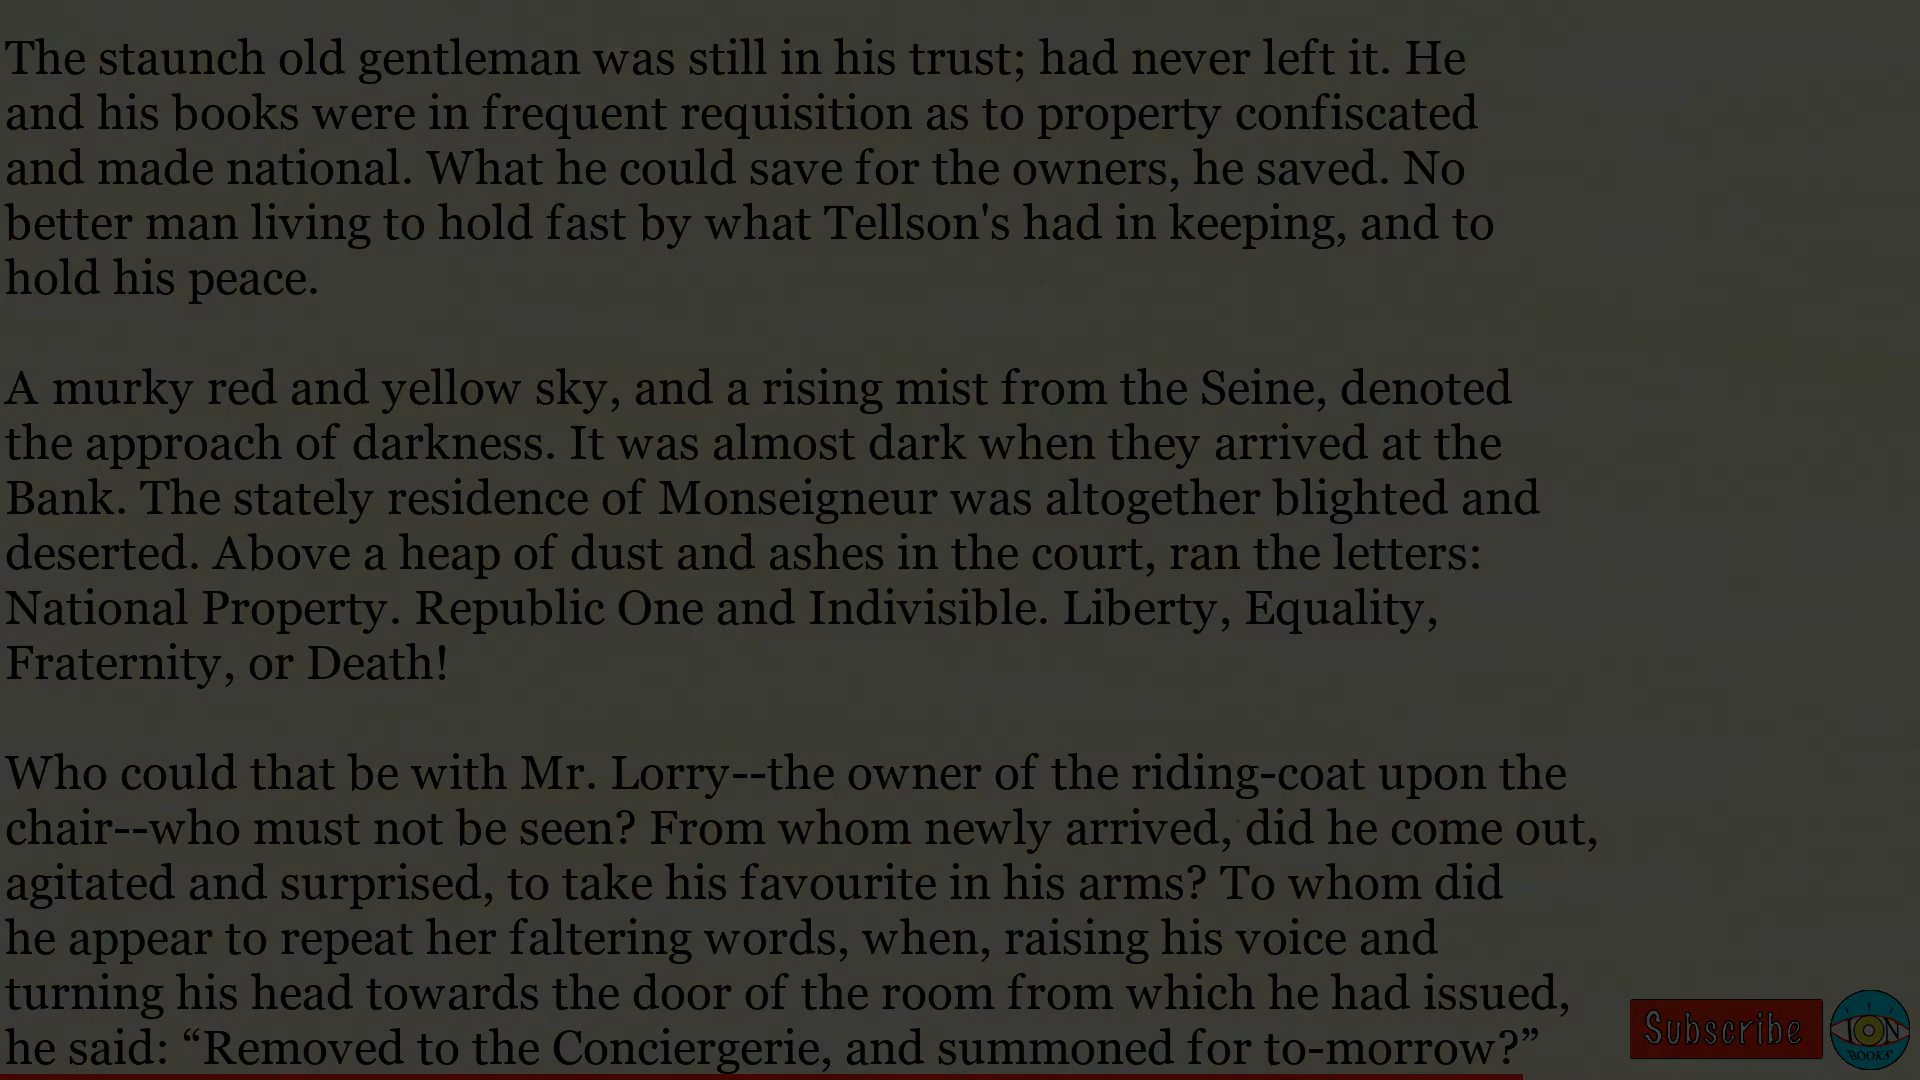 The staunch old gentleman was still in his trust; had never left it. He
and his books were in frequent requisition as to property confiscated
and made national. What he could save for the owners, he saved. No
better man living to hold fast by what Tellson's had in keeping, and to
hold his peace.
A murky red and yellow sky, and a rising mist from the Seine, denoted
the approach of darkness. It was almost dark when they arrived at the
Bank. The stately residence of Monseigneur was altogether blighted and
deserted. Above a heap of dust and ashes in the court, ran the letters:
National Property. Republic One and Indivisible. Liberty, Equality,
Fraternity, or Death!
Who could that be with Mr. Lorry--the owner of the riding-coat upon the
chair--who must not be seen? From whom newly arrived, did he come out,
agitated and surprised, to take his favourite in his arms? To whom did
he appear to repeat her faltering words, when, raising his voice and
turning his head towards the door of the room from which he had issued,
he said: “Removed to the Conciergerie, and summoned for to-morrow?”
Subscribe
ION
BOOKS